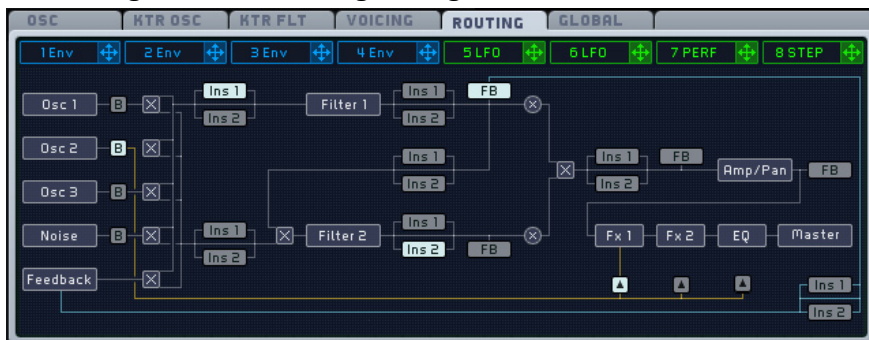 OSC KTR OSC KTR FLT VOICING ROUTING GLOBAL
1 Env 2 Env 3 Env 4 Env 5 LFO 6 LFO 7 PERF 8 STEP
Ins 1 Ins 1 FB
Osc 1 B Filter 1
Ins 2 Ins 2
Osc 2 B
Ins 1 Ins 1 FB
Amp/Pan FB
Osc 3 B Ins 2 Ins 2
Ins 1 Ins 1
Noise B Filter 2 Fx 1 Fx 2 EQ Master
Ins 2 Ins 2 FB
Feedback
Ins 1
Ins 2